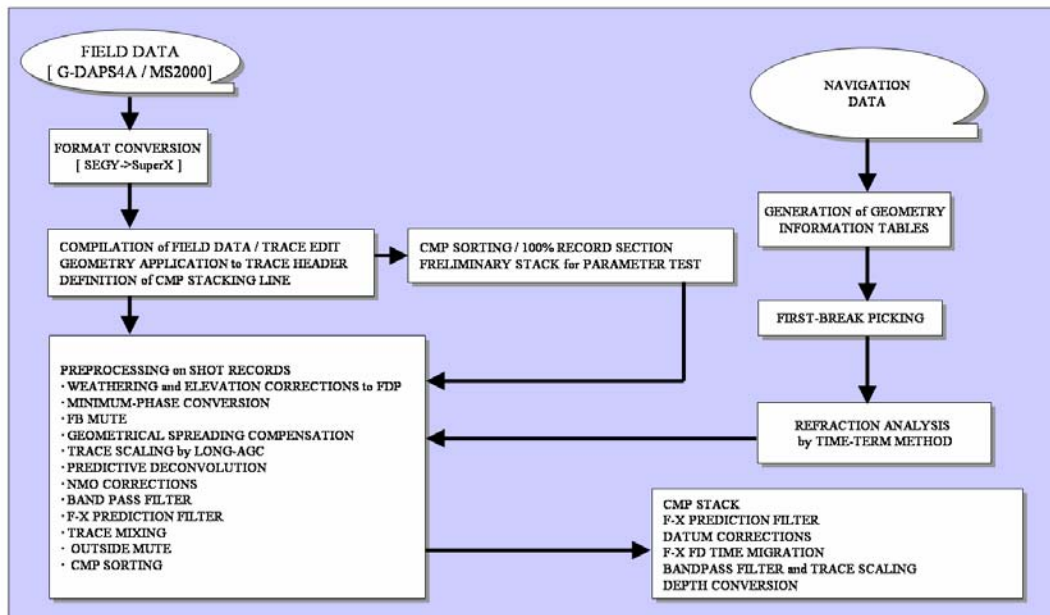 FIELD DATA
[ G-DAPS4A / MS2000]
FORMAT CONVERSION
[ SEGY->SuperX ]
COMPILATION of FIELD DATA / TRACE EDIT
GEOMETRY APPLICATION to TRACE HEADER
DEFINITION of CMP STACKING LINE
CMP SORTING / 100% RECORD SECTION
PRELIMINARY STACK for PARAMETER TEST
NAVIGATION
DATA
GENERATION of GEOMETRY
INFORMATION TABLES
FIRST-BREAK PICKING
REFRACTION ANALYSIS
by TIME-TERM METHOD
PREPROCESSING on SHOT RECORDS
・WEATHERING and ELEVATION CORRECTIONS to FDP
・MINIMUM-PHASE CONVERSION
・FB MUTE
・GEOMETRICAL SPREADING COMPENSATION
・TRACE SCALING by LONG-AGC
・PREDICTIVE DECONVOLUTION
・NMO CORRECTIONS
・BAND PASS FILTER
・F-X PREDICTION FILTER
・TRACE MIXING
・ OUTSIDE MUTE
・ CMP SORTING
CMP STACK
F-X PREDICTION FILTER
DATUM CORRECTIONS
F-X FD TIME MIGRATION
BANDPASS FILTER and TRACE SCALING
DEPTH CONVERSION